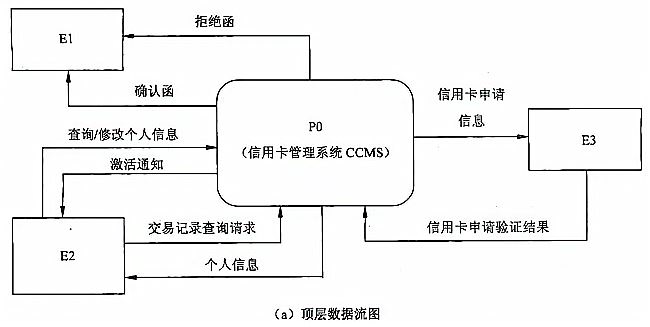 拒绝函
E1
确认函
P0
(信用卡管理系统 CCMS)
信用卡申请
信息
E3
查询/修改个人信息
激活通知
交易记录查询请求
E2
个人信息
信用卡申请验证结果
(a) 顶层数据流图